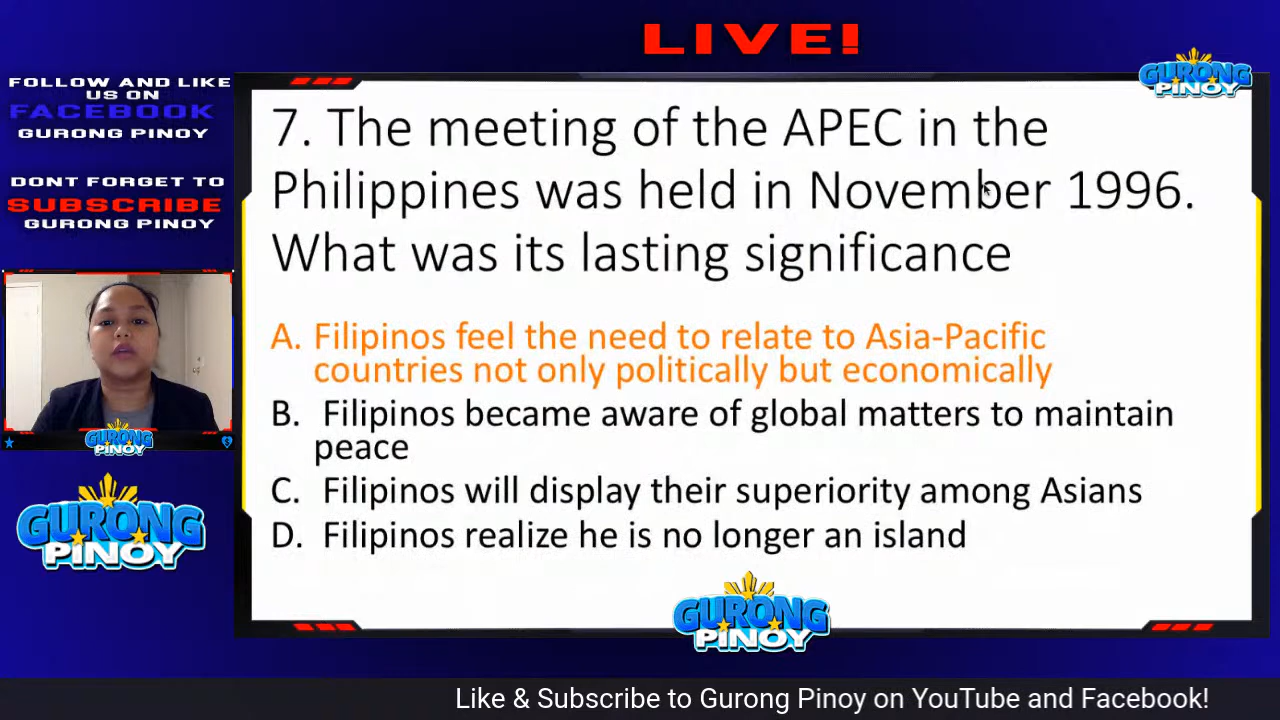 LIVE!
FOLLOW AND LIKE
US ON
FACEBOOK
GURONG PINOY
DONT FORGET TO
SUBSCRIBE
GURONG PINOY
GURONG
PINOY
GURONG
PINOY
GURONG
PINOY
7. The meeting of the APEC in the
Philippines was held in November 1996.
What was its lasting significance
A. Filipinos feel the need to relate to Asia-Pacific
countries not only politically but economically
B. Filipinos became aware of global matters to maintain
peace
C. Filipinos will display their superiority among Asians
D. Filipinos realize he is no longer an island
GURONG
PINOY
Like & Subscribe to Gurong Pinoy on YouTube and Facebook!